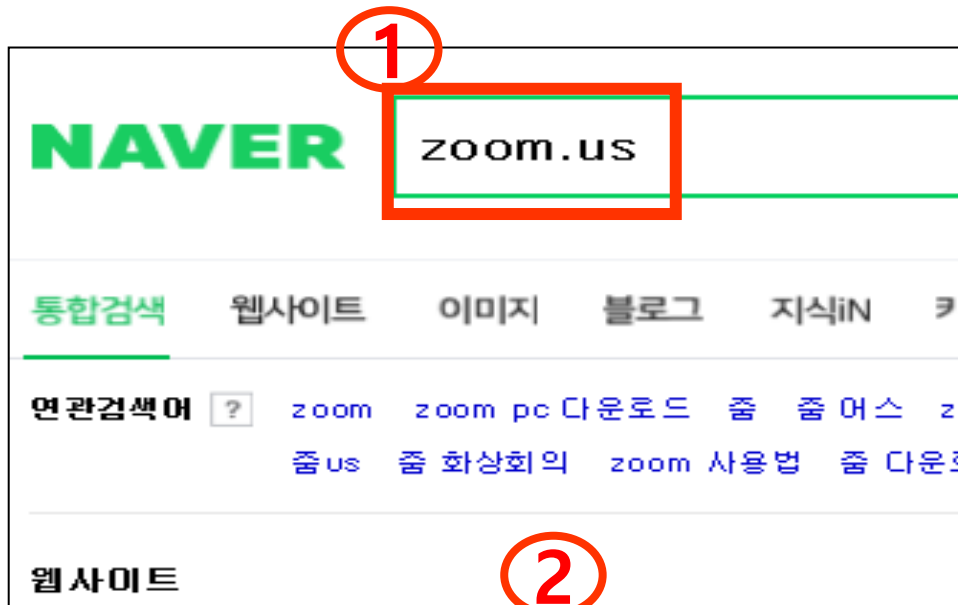 1
NAVER zoom.us
통합검색 웹사이트 이미지 블로그 지식iN
연관검색어 ? zoom zoom pc 다운로드 줌 줌 어스
줌us 줌 화상회의 zoom 사용법 줌
2
웹사이트